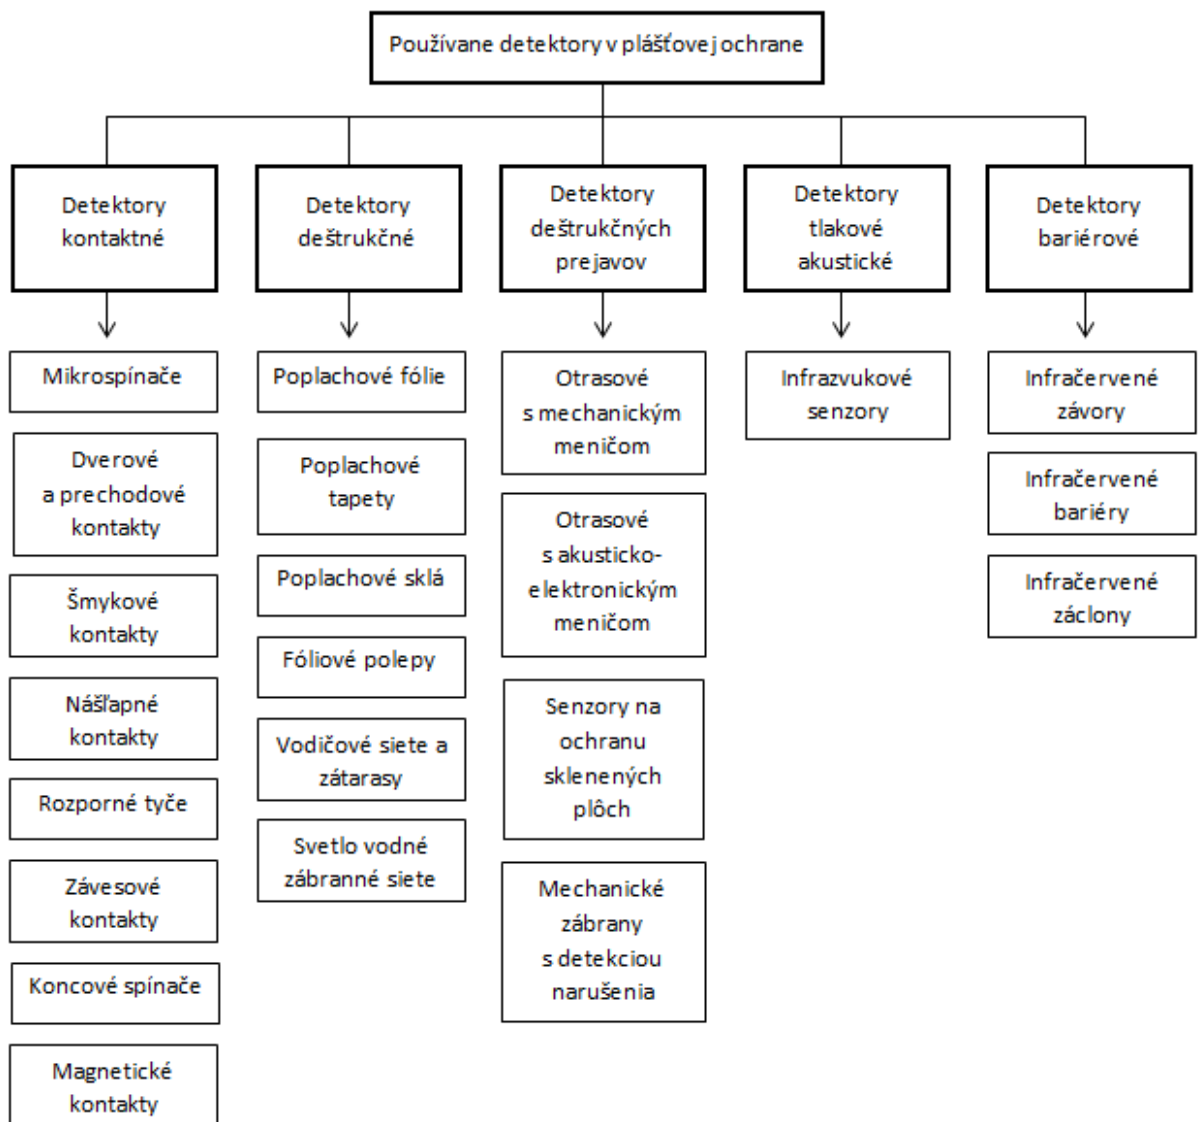 Používane detektory v plášťovej ochrane
Detektory
kontaktné
Detektory
deštrukčné
Detektory
deštrukčných
prejavov
Detektory
tlakové
akustické
Detektory
bariérové
Mikrospínače
Dverové
a prechodové
kontakty
Šmykové
kontakty
Nášľapné
kontakty
Rozporné tyče
Závesové
kontakty
Koncové spínače
Magnetické
kontakty
Poplachové fólie
Poplachové
tapety
Poplachové sklá
Fóliové polepy
Vodičové siete a
zátarasy
Svetlo vodné
zábranné siete
Otrasové
s mechanickým
meničom
Otrasové
s akusticko-
elektronickým
meničom
Senzory na
ochranu
sklenených
plôch
Mechanické
zábrany
s detekciou
narušenia
Infrazvukové
senzory
Infračervené
závory
Infračervené
bariéry
Infračervené
záclony